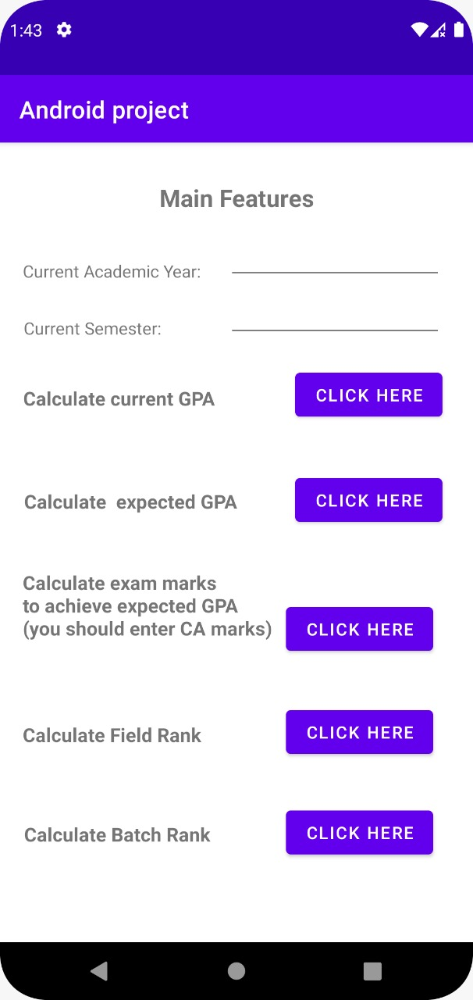 1:43
Android project
Main Features
Current Academic Year:
Current Semester:
Calculate current GPA CLICK HERE
Calculate  expected GPA CLICK HERE
Calculate exam marks
to achieve expected GPA
(you should enter CA marks) CLICK HERE
Calculate Field Rank CLICK HERE
Calculate Batch Rank CLICK HERE